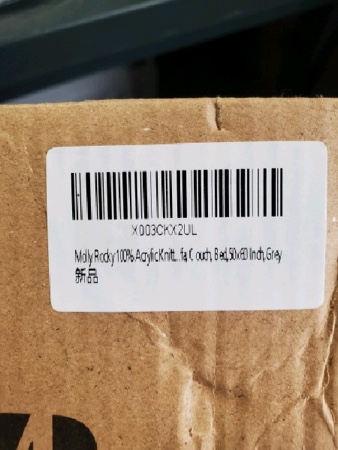 X003CKX2UL
Molly Rocky 100% Acrylic Knitt... fa, Couch, Bed, 50x60 Inch, Grey
新品